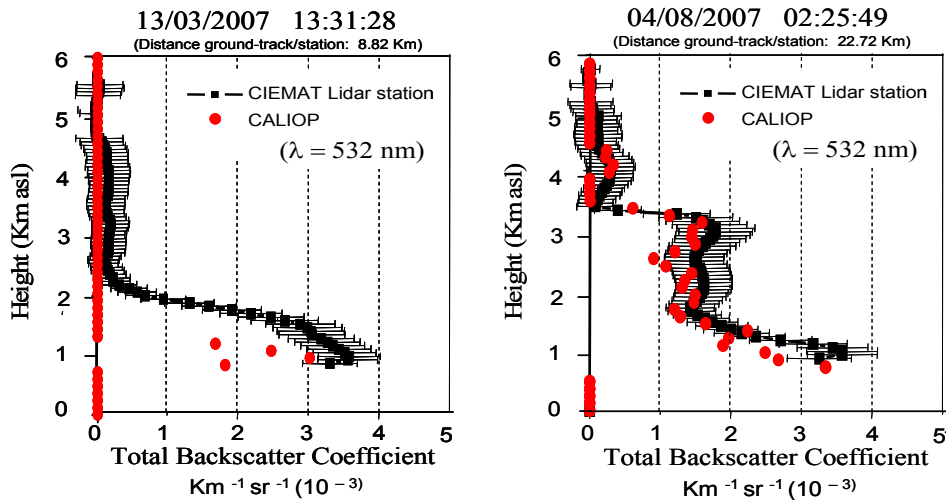 13/03/2007 13:31:28
(Distance ground-track/station: 8.82 Km)
6
5
4
3
2
1
0
Height (Km asl)
CIEMAT Lidar station
CALIOP
(λ = 532 nm)
0 1 2 3 4 5
Total Backscatter Coefficient
Km -1 sr -1 (10 -3)
04/08/2007 02:25:49
(Distance ground-track/station: 22.72 Km)
6
5
4
3
2
1
0
Height (Km asl)
CIEMAT Lidar station
CALIOP
(λ = 532 nm)
0 1 2 3 4 5
Total Backscatter Coefficient
Km -1 sr -1 (10 -3)